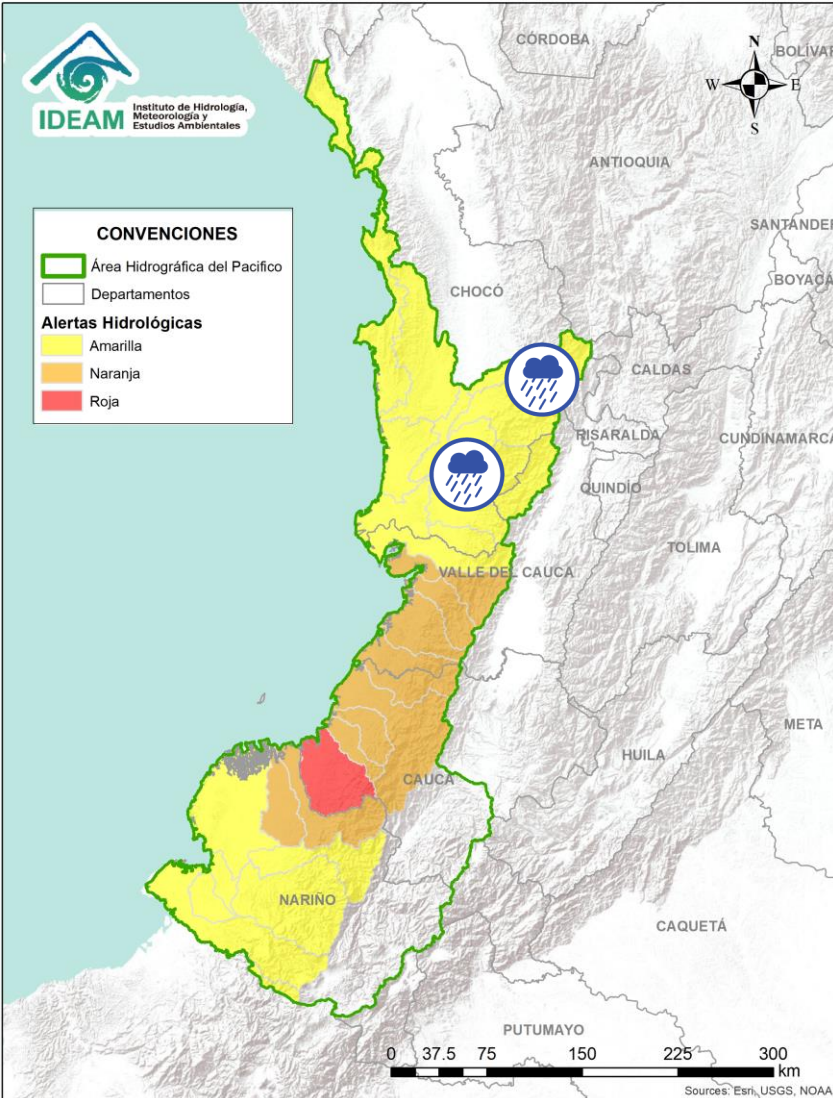 IDEAM
Instituto de Hidrología,
Meteorología y
Estudios Ambientales
CONVENCIONES
Área Hidrográfica del Pacifico
Departamentos
Alertas Hidrológicas
Amarilla
Naranja
Roja
N
W
E
S
CÓRDOBA
BOLÍVAR
ANTIOQUIA
SANTANDER
BOYACÁ
CHOCÓ
CALDAS
RISARALDA
CUNDINAMARCA
QUINDÍO
TOLIMA
VALLE DEL CAUCA
META
HUILA
CAUCA
NARIÑO
CAQUETÁ
PUTUMAYO
0 37.5 75 150 225 300
km
Sources: Esri, USGS, NOAA